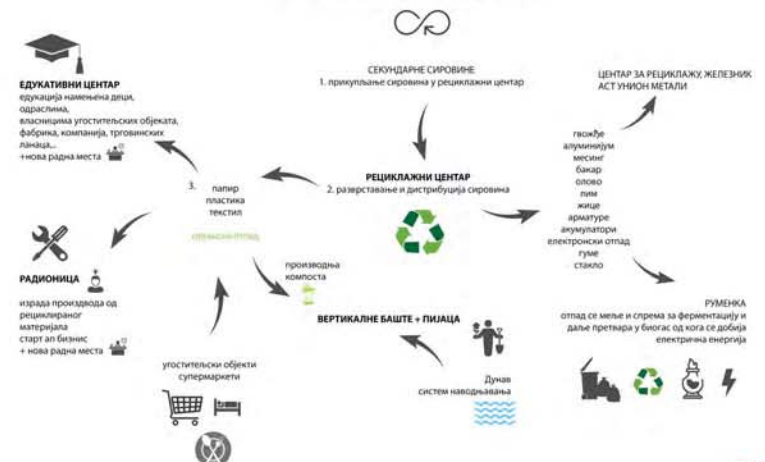 СЕКУНДАРНЕ СИРОВИНЕ
1. прикупљање сировина у рециклажни центар
ЕДУКАТИВНИ ЦЕНТАР
едукација намењена деци,
одраслима,
власницима угоститељских објеката,
фабрика, компанија, трговинских
ланаца,..
+нова радна места
ЦЕНТАР ЗА РЕЦИКЛАЖУ, ЖЕЛЕЗНИК
АСТ УНИОН МЕТАЛИ
РЕЦИКЛАЖНИ ЦЕНТАР
2. разврставање и дистрибуција сировина
3.
папир
пластика
текстил
гвожђе
алуминијум
месинг
бакар
олово
лим
жице
арматуре
акумулатори
електронски отпад
гуме
стакло
РАДИОНИЦА
израда произдвода од
рециклираног
материјала
старт ап бизнис
+ нова радна места
производња
компоста
ВЕРТИКАЛНЕ БАШТЕ + ПИЈАЦА
РУМЕНКА
отпад се меље и спрема за ферментацију и
даље претвара у биогас од кога се добија
електрична енергија
угоститељски објекти
супермаркети
Дунав
систем наводњавања